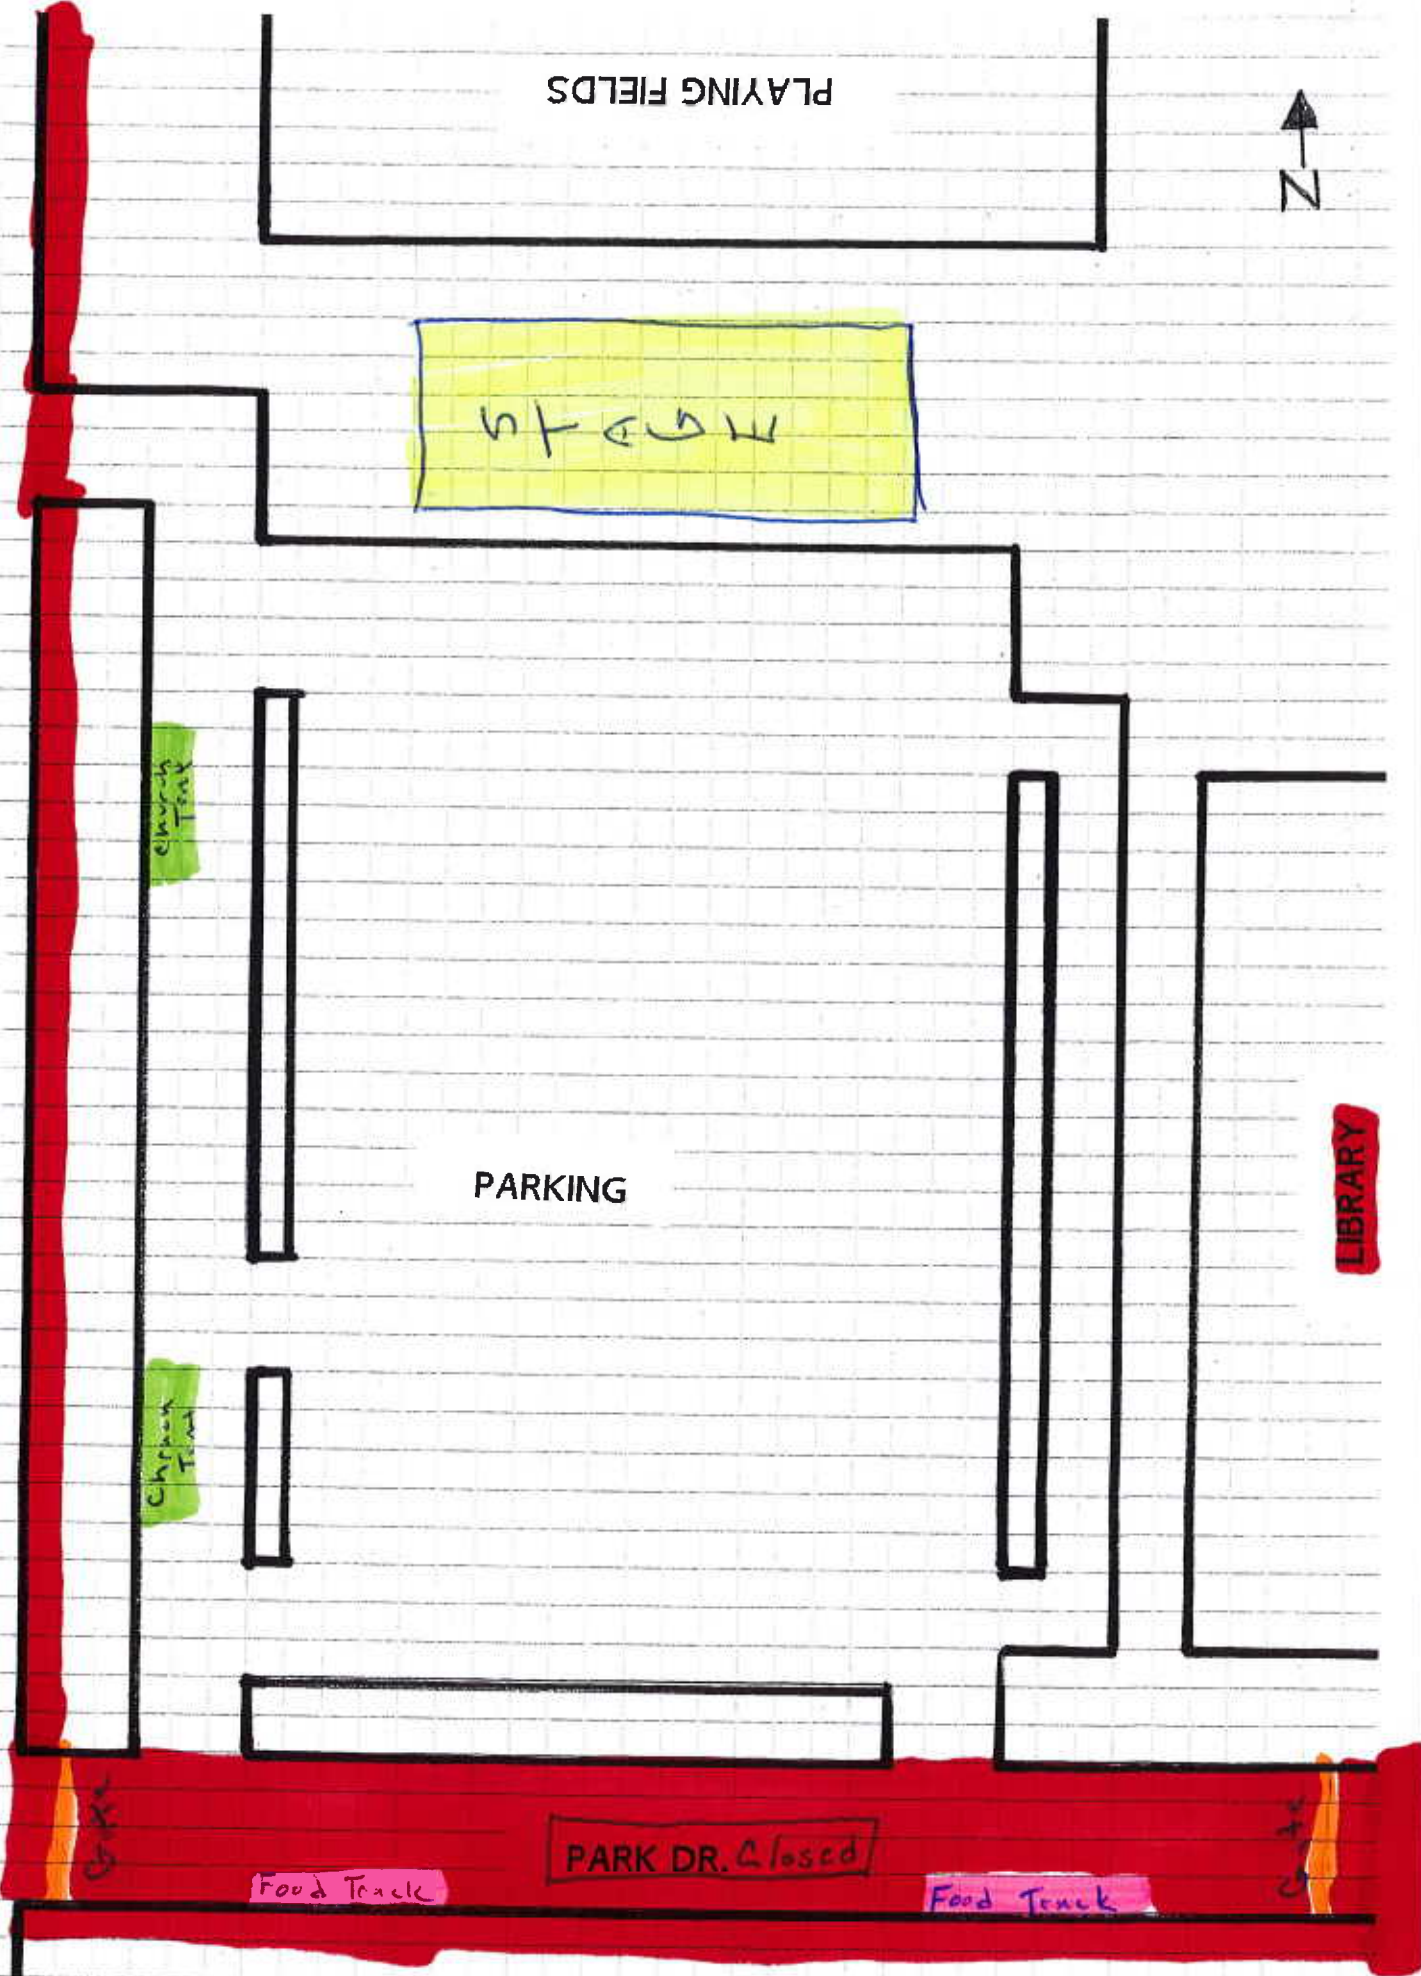 PLAYING FIELDS
N
STAGE
Church
Tent
PARKING
LIBRARY
Church
Tent
Gate
PARK DR. Closed
Gate
Food Truck
Food Truck